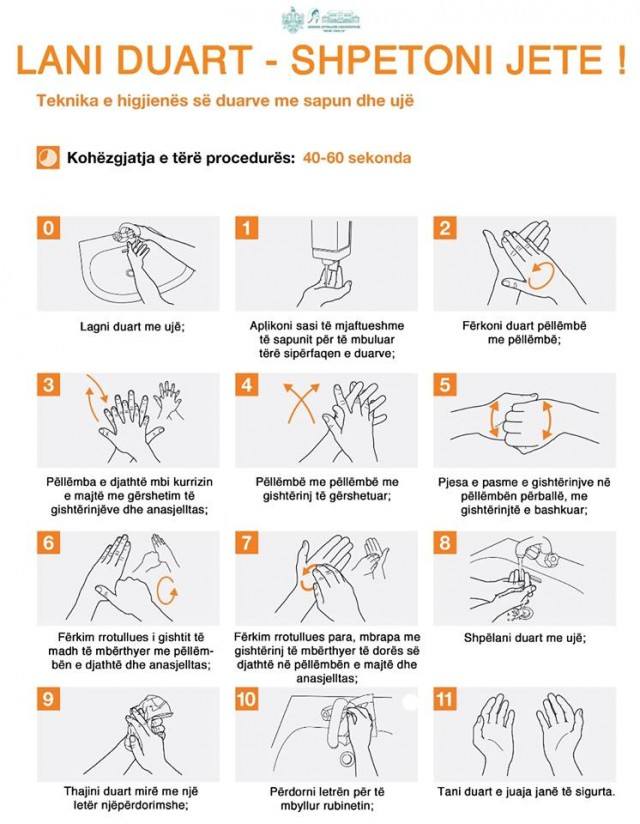 LANI DUART - SHPETONI JETE !
Teknika e higjienës së duarve me sapun dhe ujë
Kohëzgjatja e tërë procedurës: 40-60 sekonda
0
Lagni duart me ujë;
1
Aplikoni sasi të mjaftueshme
të sapunit për të mbuluar
tërë sipërfaqen e duarve;
2
Fërkoni duart pëllëmbë
me pëllëmbë;
3
Pëllëmba e djathtë mbi kurrizin
e majtë me gërshetim të
gishtërinjëve dhe anasjelltas;
4
Pëllëmbë me pëllëmbë me
gishtërinj të gërshetuar;
5
Pjesa e pasme e gishtërinjve në
pëllëmbën përballë, me
gishtërinjtë e bashkuar;
6
Fërkim rrotullues i gishtit të
madh të mbërthyer me pëllëm-
bën e djathtë dhe anasjelltas;
7
Fërkim rrotullues para, mbrapa me
gishtërinj të mbërthyer të dorës së
djathtë në pëllëmbën e majtë dhe
anasjelltas;
8
Shpëlani duart me ujë;
9
Thajini duart mirë me një
letër njëpërdorimshe;
10
Përdorni letrën për të
mbyllur rubinetin;
11
Tani duart e juaja janë të sigurta.